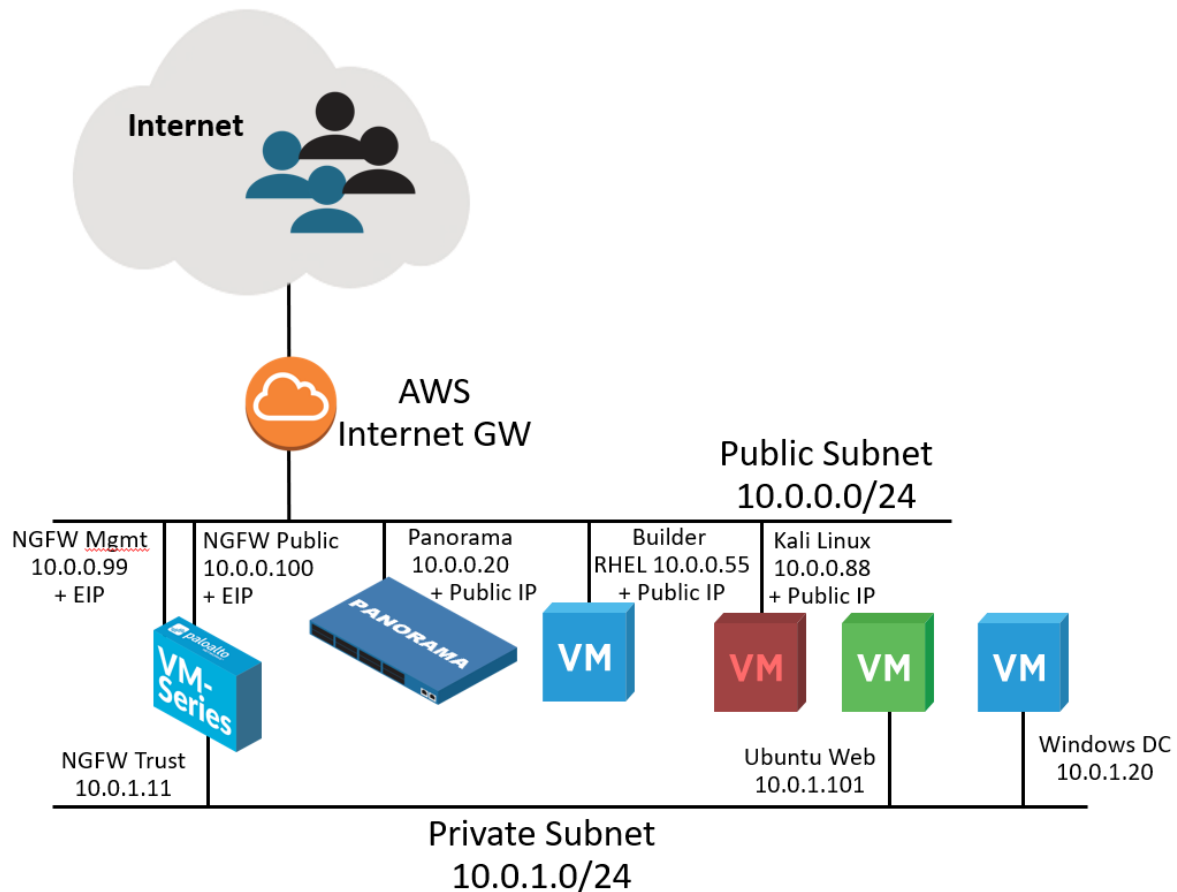 Internet
AWS
Internet GW
Public Subnet
10.0.0.0/24
NGFW Mgmt
10.0.0.99
+ EIP
NGFW Public
10.0.0.100
+ EIP
Panorama
10.0.0.20
+ Public IP
Builder
RHEL 10.0.0.55
+ Public IP
Kali Linux
10.0.0.88
+ Public IP
paloalto
VM-
Series
PANORAMA
VM
VM
VM
VM
NGFW Trust
10.0.1.11
Ubuntu Web
10.0.1.101
Windows DC
10.0.1.20
Private Subnet
10.0.1.0/24